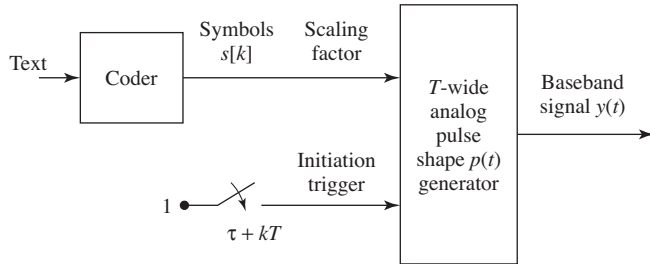 Text
Coder
Symbols
s[k]
Scaling
factor
T-wide
analog
pulse
shape p(t)
generator
Baseband
signal y(t)
Initiation
trigger
1
τ + kT